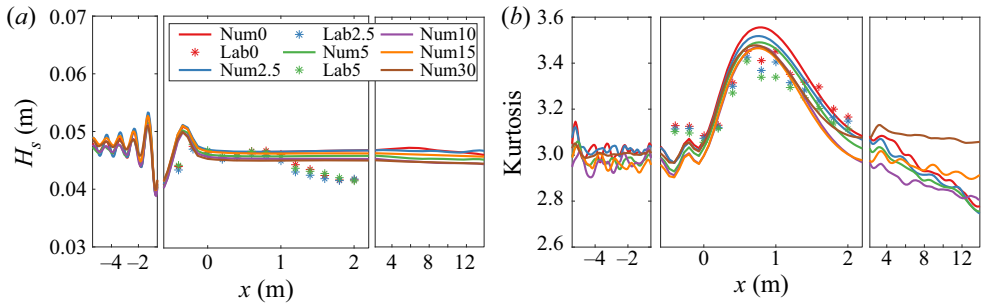 (a)
0.07
0.06
0.05
0.04
0.03
Hs (m)
Num0
Lab0
Num2.5
Lab2.5
Num5
Lab5
Num10
Num15
Num30
–4 –2 0 1 2 4 8 12
x (m)
(b)
3.6
3.4
3.2
3.0
2.8
2.6
Kurtosis
–4 –2 0 1 2 4 8 12
x (m)